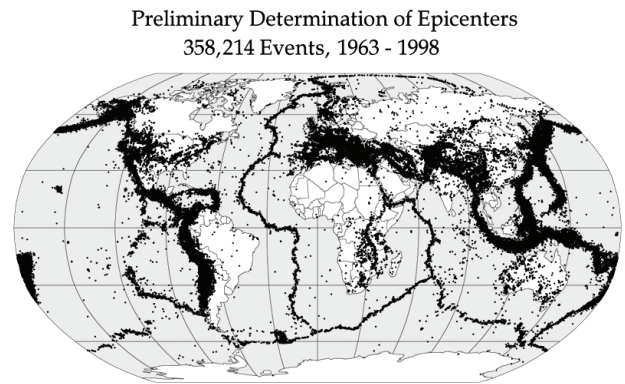 Preliminary Determination of Epicenters
358,214 Events, 1963 - 1998